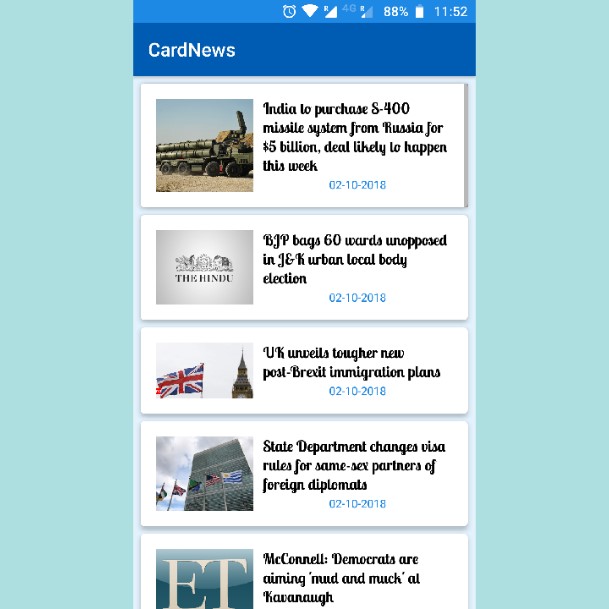 R 4G R 88% 11:52
CardNews
India to purchase S-400
missile system from Russia for
$5 billion, deal likely to happen
this week
02-10-2018
THE HINDU
BJP bags 60 wards unopposed
in J&K urban local body
election
02-10-2018
UK unveils tougher new
post-Brexit immigration plans
02-10-2018
State Department changes visa
rules for same-sex partners of
foreign diplomats
02-10-2018
ET
McConnell: Democrats are
aiming 'mud and muck' at
Kavanaugh